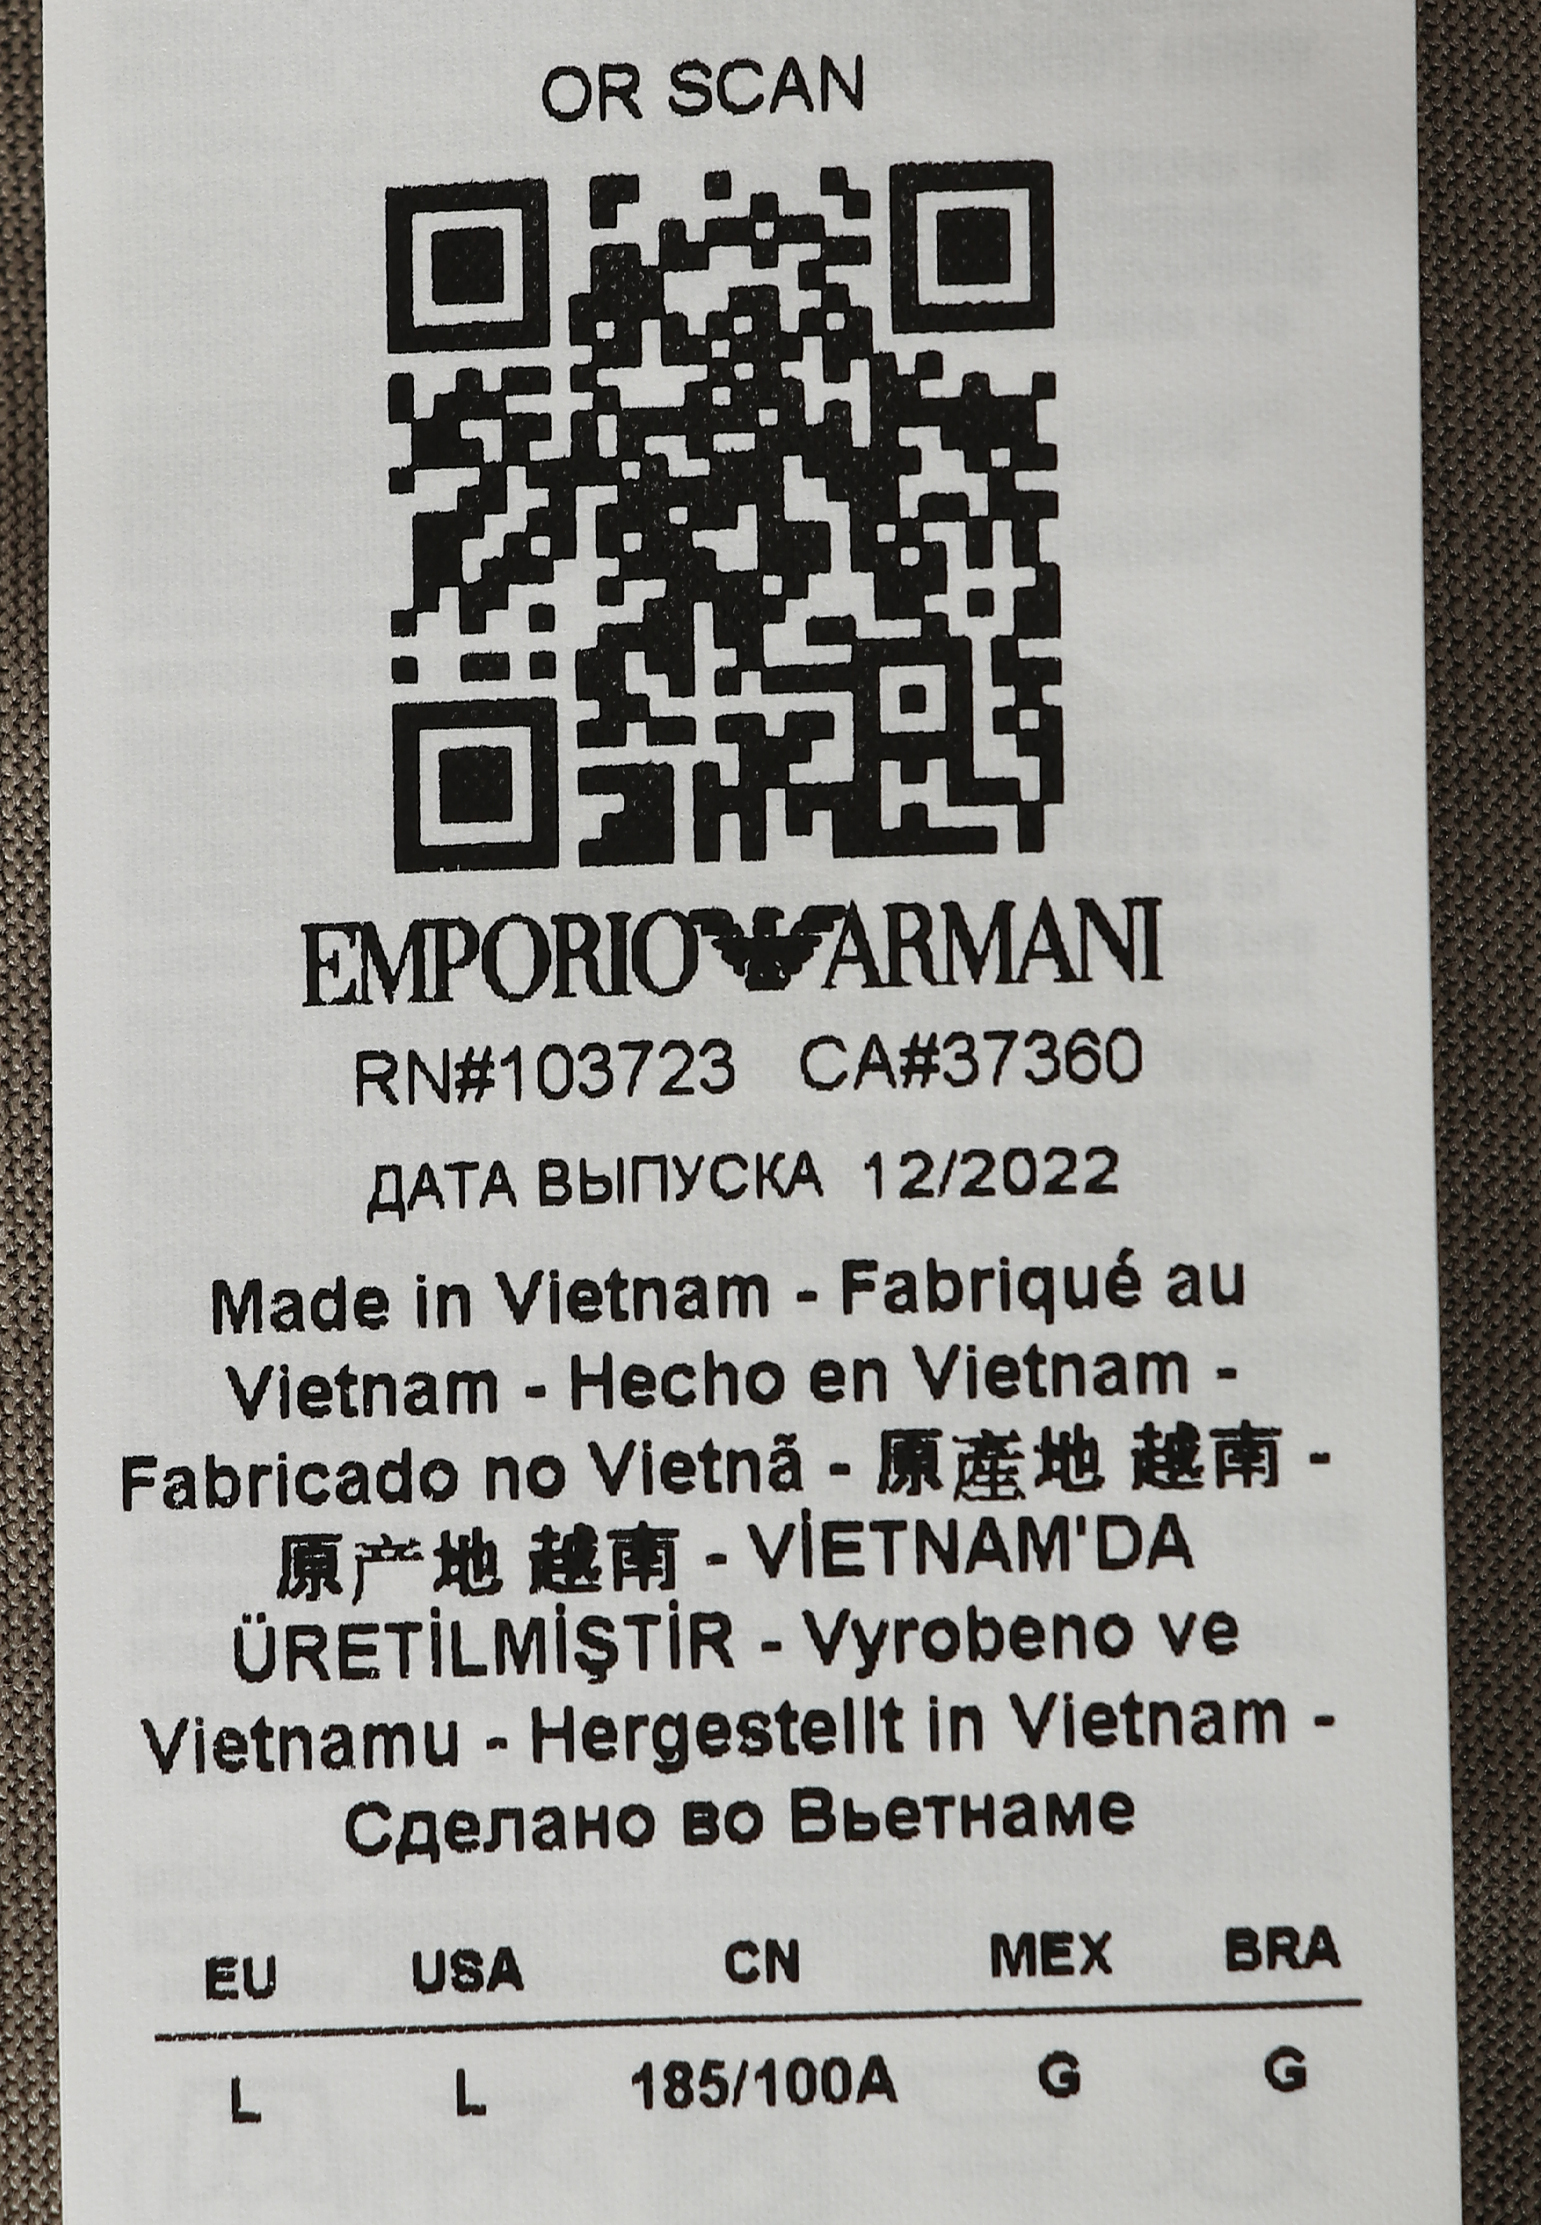 OR SCAN
EMPORIO ARMANI
RN#103723 CA#37360
ДАТА ВЫПУСКА 12/2022
Made in Vietnam - Fabriqué au
Vietnam - Hecho en Vietnam -
Fabricado no Vietnã - 原產地 越南 -
原产地 越南 - VİETNAM'DA
ÜRETİLMİŞTİR - Vyrobeno ve
Vietnamu - Hergestellt in Vietnam -
Сделано во Вьетнаме
EU USA CN MEX BRA
L L 185/100A G G